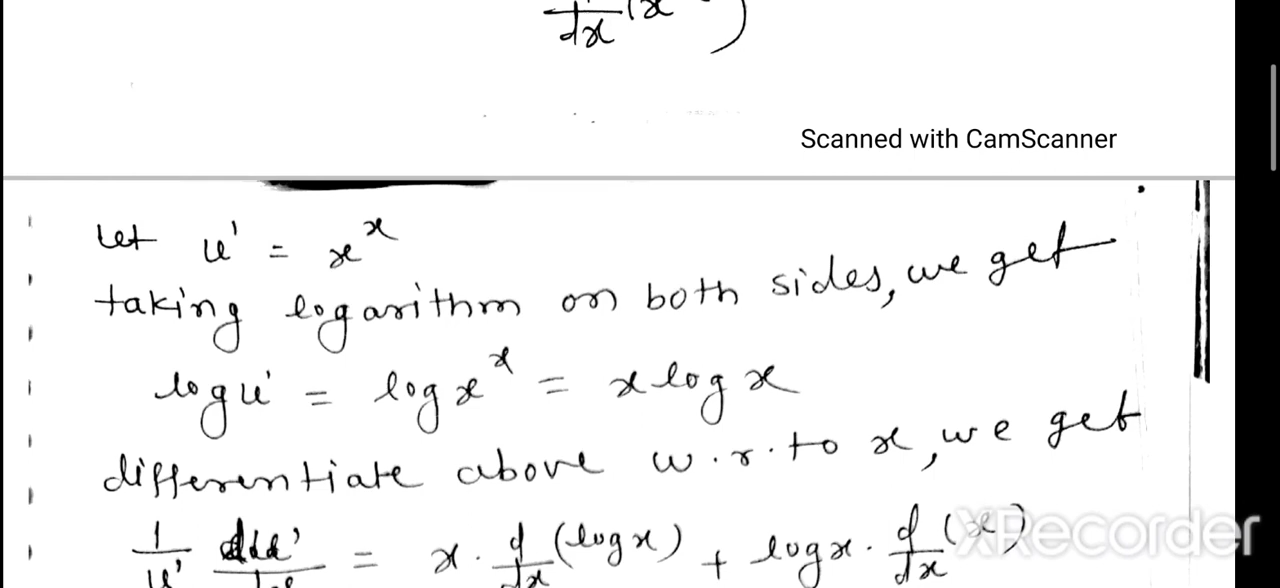 d/dx (x
)
Scanned with CamScanner
Let u' = x^x
taking logarithm on both sides, we get
log u' = log x^x = x log x
differentiate above w.r.to x, we get
1/u' du'/dx = x · d/dx (log x) + log x · d/dx (x)
XRecorder